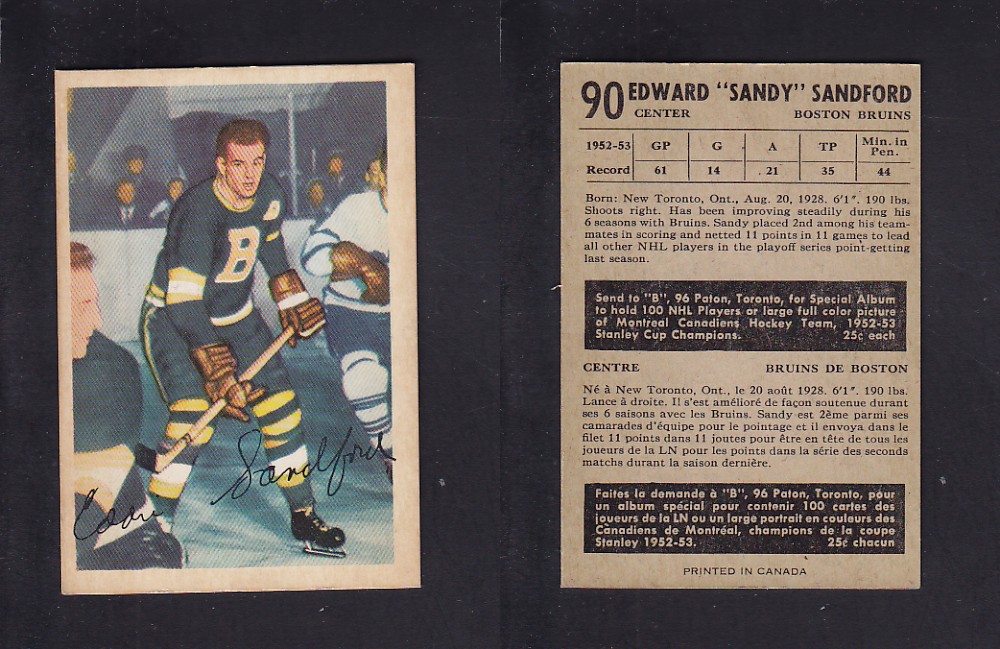 B
A
Sandford
90 EDWARD "SANDY" SANDFORD
CENTER BOSTON BRUINS
1952-53 GP G A TP Min. in Pen.
Record 61 14 21 35 44
Born: New Toronto, Ont., Aug. 20, 1928. 6'1". 190 lbs.
Shoots right. Has been improving steadily during his
6 seasons with Bruins. Sandy placed 2nd among his team-
mates in scoring and netted 11 points in 11 games to lead
all other NHL players in the playoff series point-getting
last season.
Send to "B", 96 Paton, Toronto, for Special Album
to hold 100 NHL Players or large full color picture
of Montreal Canadiens Hockey Team, 1952-53
Stanley Cup Champions. 25¢ each
CENTRE BRUINS DE BOSTON
Né à New Toronto, Ont., le 20 août 1928. 6'1". 190 lbs.
Lance à droite. Il s'est amélioré de façon soutenue durant
ses 6 saisons avec les Bruins. Sandy est 2ème parmi ses
camarades d'équipe pour le pointage et il envoya dans le
filet 11 points dans 11 joutes pour être en tête de tous les
joueurs de la LN pour les points dans la série des seconds
matchs durant la saison dernière.
Faites la demande à "B", 96 Paton, Toronto, pour
un album spécial pour contenir 100 cartes des
joueurs de la LN ou un large portrait en couleurs des
Canadiens de Montréal, champions de la coupe
Stanley 1952-53. 25¢ chacun
PRINTED IN CANADA